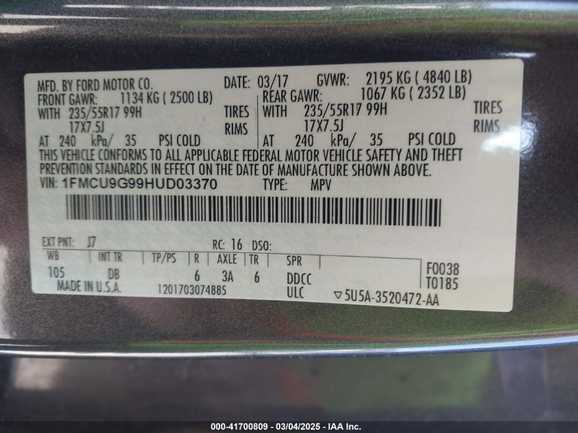 MFD. BY FORD MOTOR CO. DATE: 03/17 GVWR: 2195 KG ( 4840 LB)
FRONT GAWR: 1134 KG ( 2500 LB) REAR GAWR: 1067 KG ( 2352 LB)
WITH 235/55R17 99H TIRES WITH 235/55R17 99H TIRES
17X7.5J RIMS 17X7.5J RIMS
AT 240 kPa/ 35 PSI COLD AT 240 kPa/ 35 PSI COLD
THIS VEHICLE CONFORMS TO ALL APPLICABLE FEDERAL MOTOR VEHICLE SAFETY AND THEFT
PREVENTION STANDARDS IN EFFECT ON THE DATE OF MANUFACTURE SHOWN ABOVE.
VIN: 1FMCU9G99HUD03370 TYPE: MPV
EXT PNT: J7 RC: 16 DSO:
WB INT TR TP/PS R AXLE TR SPR F0038
105 DB 6 3A 6 DDCC T0185
MADE IN U.S.A. 1201703074885 ULC ▽5U5A-3520472-AA
000-41700809 - 03/04/2025 - IAA Inc.